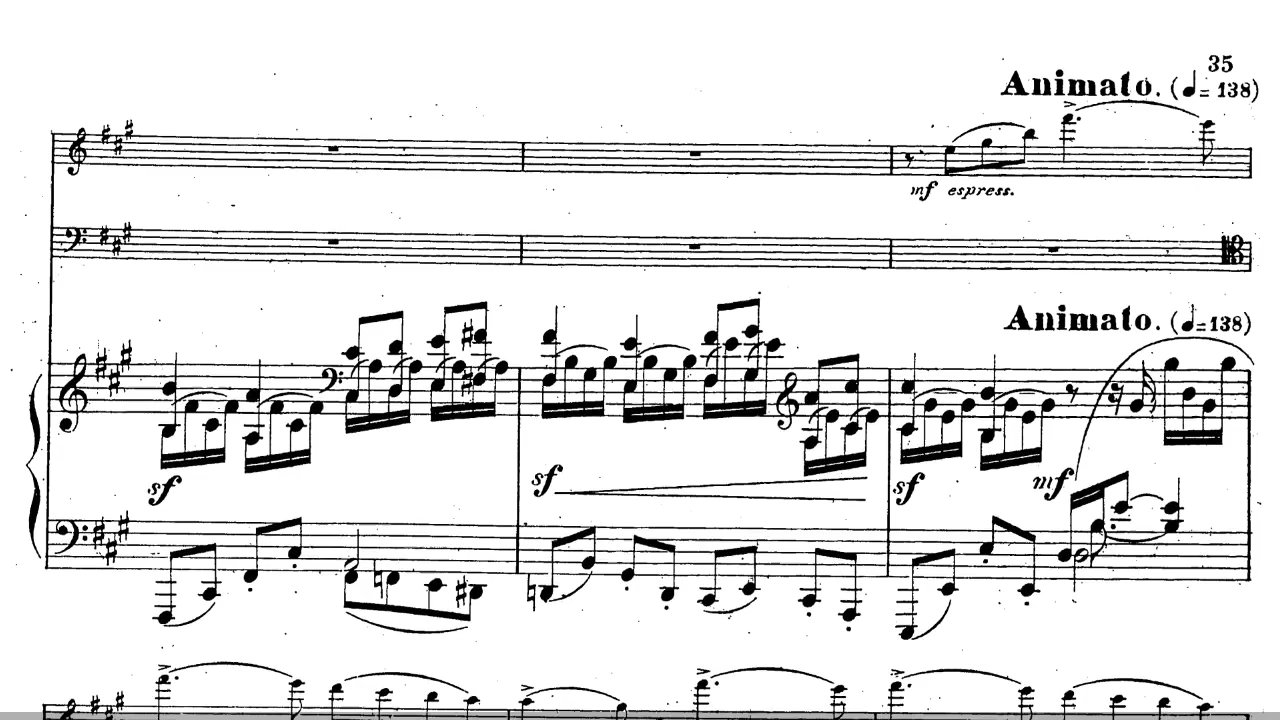 35
Animato. (♩= 138)
mf espress.
Animato. (♩=138)
sf
sf
sf
mf